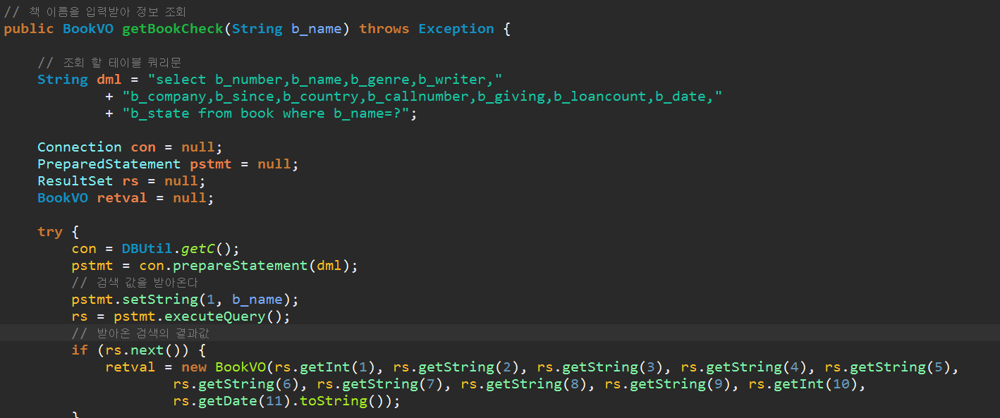 // 책 이름을 입력받아 정보 조회
public BookVO getBookCheck(String b_name) throws Exception {
// 조회 할 테이블 쿼리문
String dml = "select b_number,b_name,b_genre,b_writer,"
+ "b_company,b_since,b_country,b_callnumber,b_giving,b_loancount,b_date,"
+ "b_state from book where b_name=?";
Connection con = null;
PreparedStatement pstmt = null;
ResultSet rs = null;
BookVO retval = null;
try {
con = DBUtil.getC();
pstmt = con.prepareStatement(dml);
// 검색 값을 받아온다
pstmt.setString(1, b_name);
rs = pstmt.executeQuery();
// 받아온 검색의 결과값
if (rs.next()) {
retval = new BookVO(rs.getInt(1), rs.getString(2), rs.getString(3), rs.getString(4), rs.getString(5),
rs.getString(6), rs.getString(7), rs.getString(8), rs.getString(9), rs.getInt(10),
rs.getDate(11).toString());
}